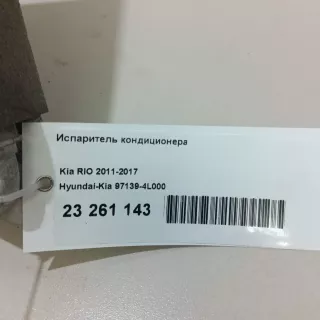 Испаритель кондиционера
Kia RIO 2011-2017
Hyundai-Kia 97139-4L000
23 261 143